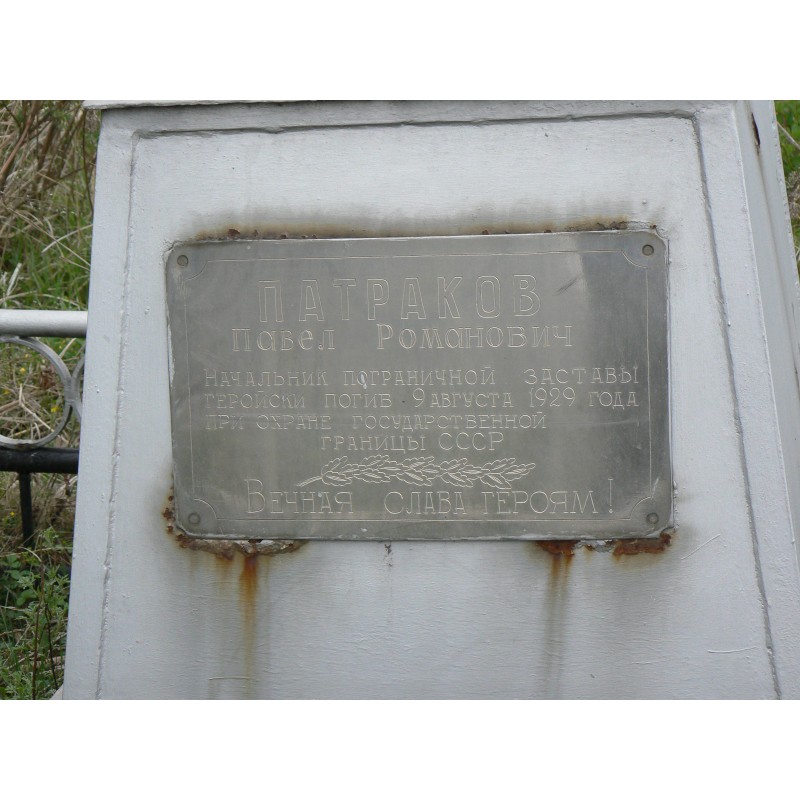 ПАТРАКОВ
Павел Романович
Начальник пограничной заставы
геройски погиб 9 августа 1929 года
при охране государственной
границы СССР
Вечная слава героям!